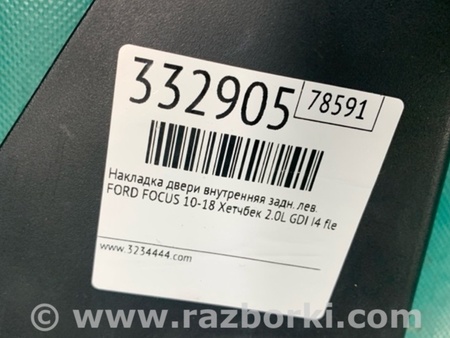 332905 78591
Накладка двери внутренняя задн. лев.
FORD FOCUS 10-18 Хетчбек 2.0L GDI I4 fle
www.3234444.com
© www.razborki.com